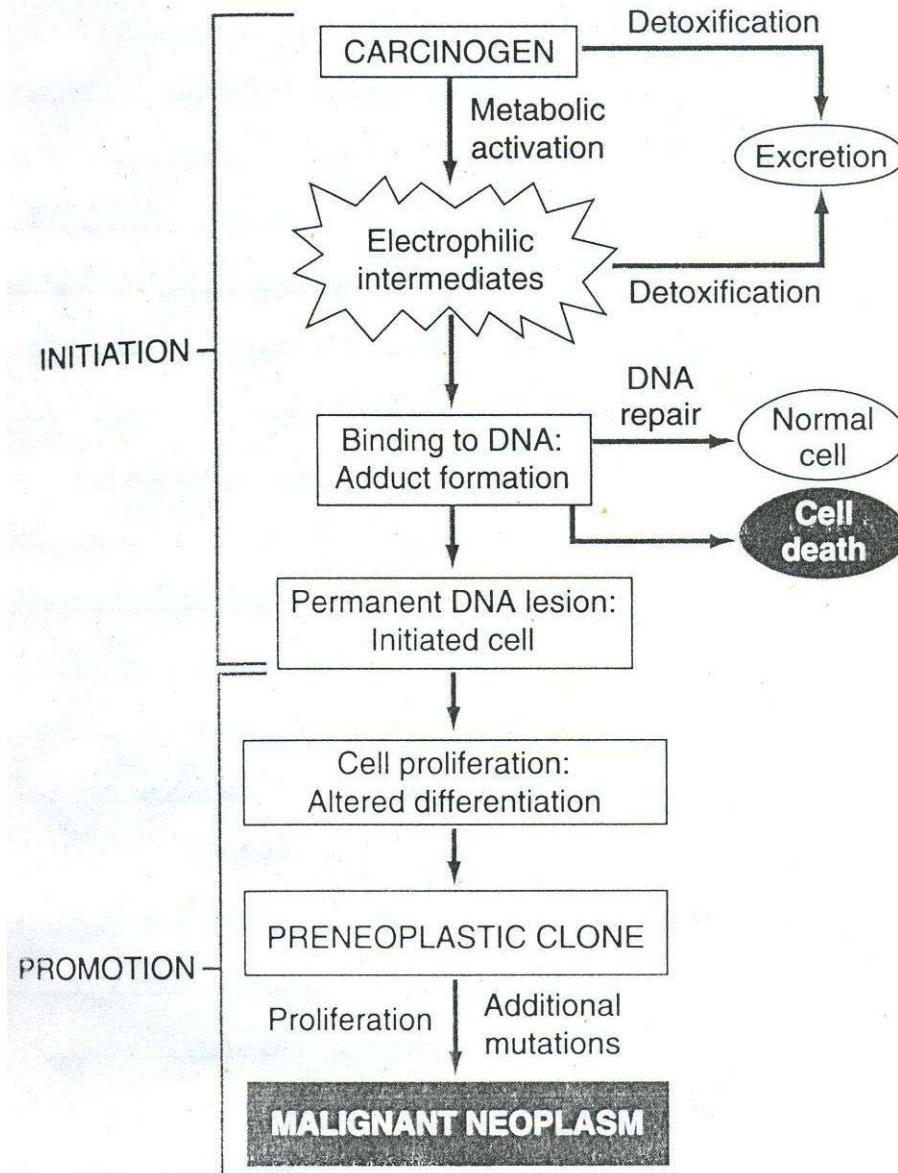 Detoxification
CARCINOGEN
Metabolic
activation
Excretion
Electrophilic
intermediates
Detoxification
INITIATION
DNA
repair
Binding to DNA:
Adduct formation
Normal
cell
Cell
death
Permanent DNA lesion:
Initiated cell
Cell proliferation:
Altered differentiation
PRENEOPLASTIC CLONE
PROMOTION
Proliferation
Additional
mutations
MALIGNANT NEOPLASM